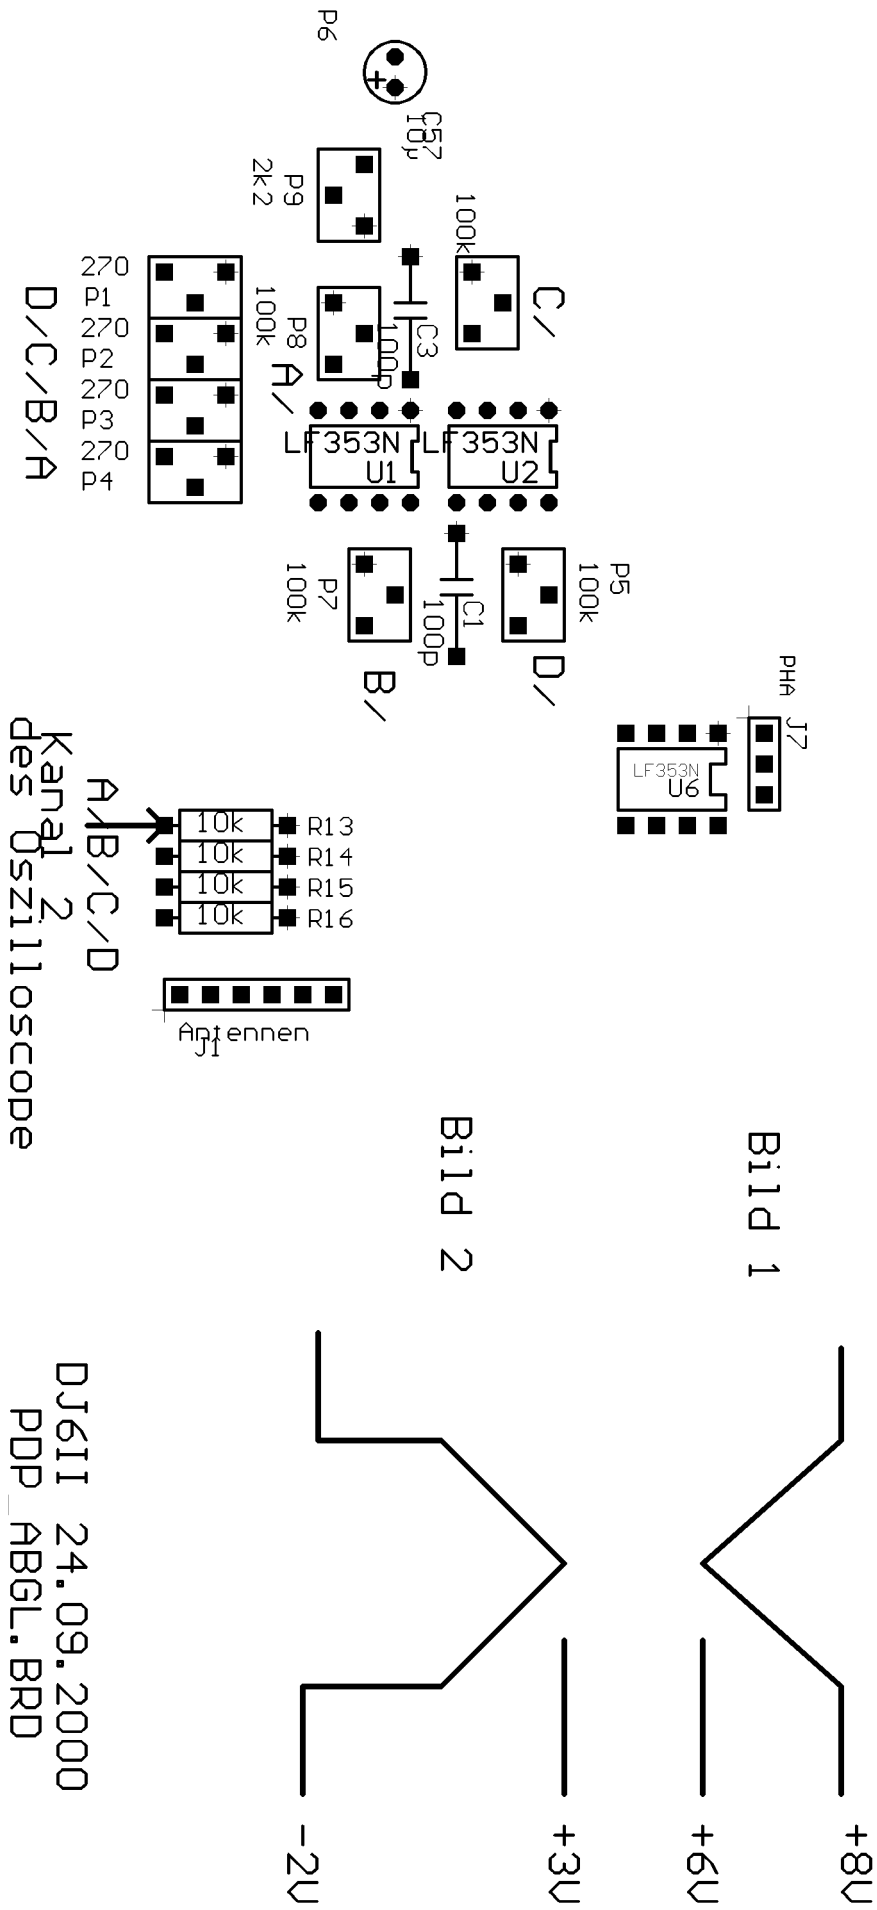 P6
C57
10µ
P9
2k2
100k
C/
270
P1
270
P2
270
P3
270
P4
D/C/B/A
P8
100k
A/
C3
100p
LF353N
U1
LF353N
U2
P7
100k
C1
100p
P5
100k
B/
D/
PHA
J7
LF353N
U6
Kanal 2
des Oszilloscope
A/B/C/D
10k R13
10k R14
10k R15
10k R16
Antennen
J1
Bild 1
Bild 2
+8V
+6V
+3V
-2V
DJ6II 24.09.2000
PDP_ABGL.BRD